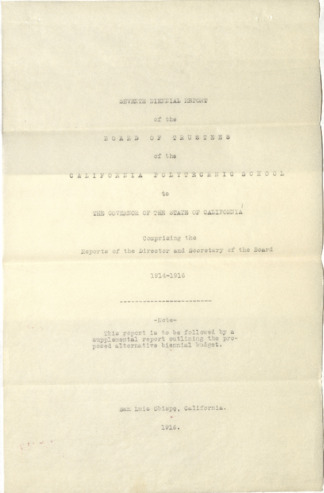 SEVENTH BIENNIAL REPORT
of the
BOARD OF TRUSTEES
of the
CALIFORNIA POLYTECHNIC SCHOOL
to
THE GOVERNOR OF THE STATE OF CALIFORNIA
Comprising the
Reports of the Director and Secretary of the Board
1914-1916
-Note-
This report is to be followed by a
supplemental report outlining the pro-
posed alternative biennial budget.
San Luis Obispo, California.
1916.